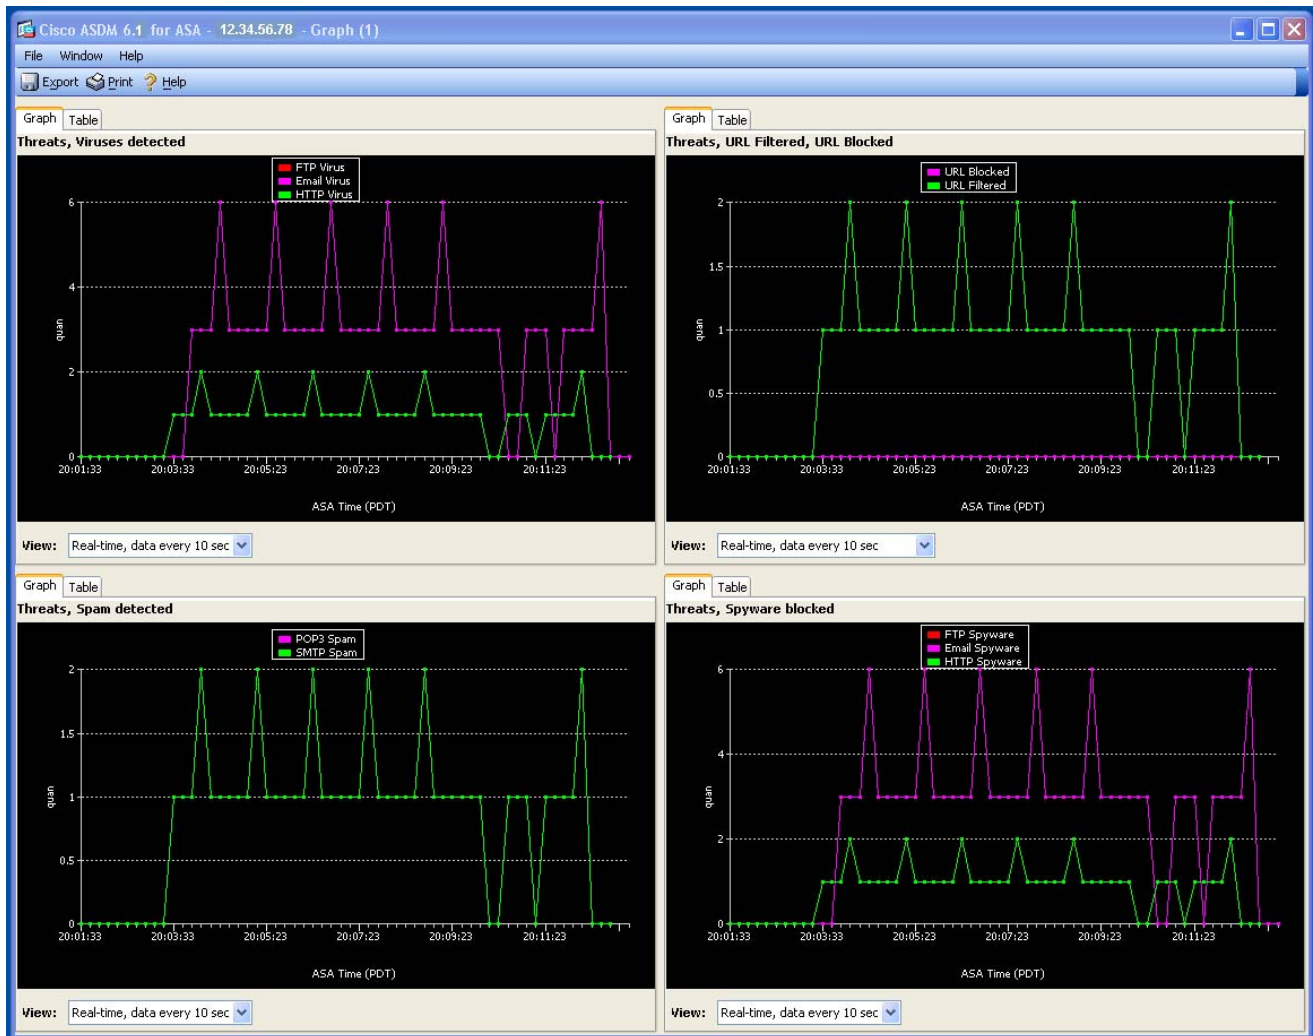 Cisco ASDM 6.1 for ASA - 12.34.56.78 - Graph (1)
File Window Help
Export Print Help
Graph Table
Threats, Viruses detected
FTP Virus
Email Virus
HTTP Virus
6
4
2
0
quan
20:01:33 20:03:33 20:05:23 20:07:23 20:09:23 20:11:23
ASA Time (PDT)
View: Real-time, data every 10 sec
Graph Table
Threats, URL Filtered, URL Blocked
URL Blocked
URL Filtered
2
1.5
1
0.5
0
quan
20:01:33 20:03:33 20:05:23 20:07:23 20:09:23 20:11:23
ASA Time (PDT)
View: Real-time, data every 10 sec
Graph Table
Threats, Spam detected
POP3 Spam
SMTP Spam
2
1.5
1
0.5
0
quan
20:01:33 20:03:33 20:05:23 20:07:23 20:09:23 20:11:23
ASA Time (PDT)
View: Real-time, data every 10 sec
Graph Table
Threats, Spyware blocked
FTP Spyware
Email Spyware
HTTP Spyware
6
4
2
0
quan
20:01:33 20:03:33 20:05:23 20:07:23 20:09:23 20:11:23
ASA Time (PDT)
View: Real-time, data every 10 sec